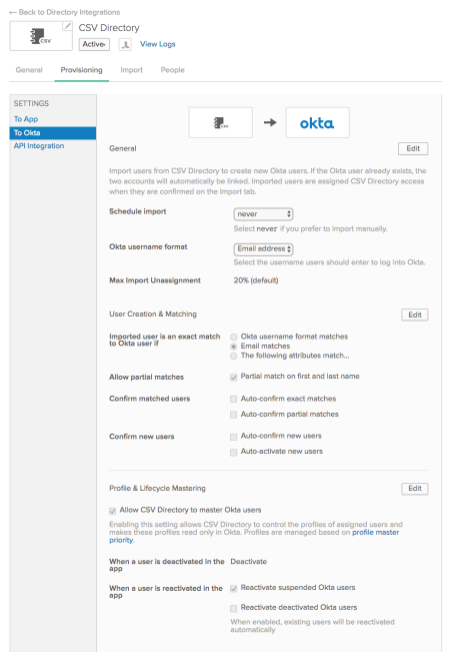 ← Back to Directory Integrations
CSV
CSV Directory
Active
View Logs
General Provisioning Import People
SETTINGS
To App
To Okta
API Integration
CSV → okta
General Edit
Import users from CSV Directory to create new Okta users. If the Okta user already exists, the
two accounts will automatically be linked. Imported users are assigned CSV Directory access
when they are confirmed on the Import tab.
Schedule import never
Select never if you prefer to import manually.
Okta username format Email address
Select the username users should enter to log into Okta.
Max Import Unassignment 20% (default)
User Creation & Matching Edit
Imported user is an exact match
to Okta user if
Okta username format matches
Email matches
The following attributes match...
Allow partial matches Partial match on first and last name
Confirm matched users Auto-confirm exact matches
Auto-confirm partial matches
Confirm new users Auto-confirm new users
Auto-activate new users
Profile & Lifecycle Mastering Edit
Allow CSV Directory to master Okta users
Enabling this setting allows CSV Directory to control the profiles of assigned users and
makes these profiles read only in Okta. Profiles are managed based on profile master
priority.
When a user is deactivated in the
app
Deactivate
When a user is reactivated in the
app
Reactivate suspended Okta users
Reactivate deactivated Okta users
When enabled, existing users will be reactivated
automatically